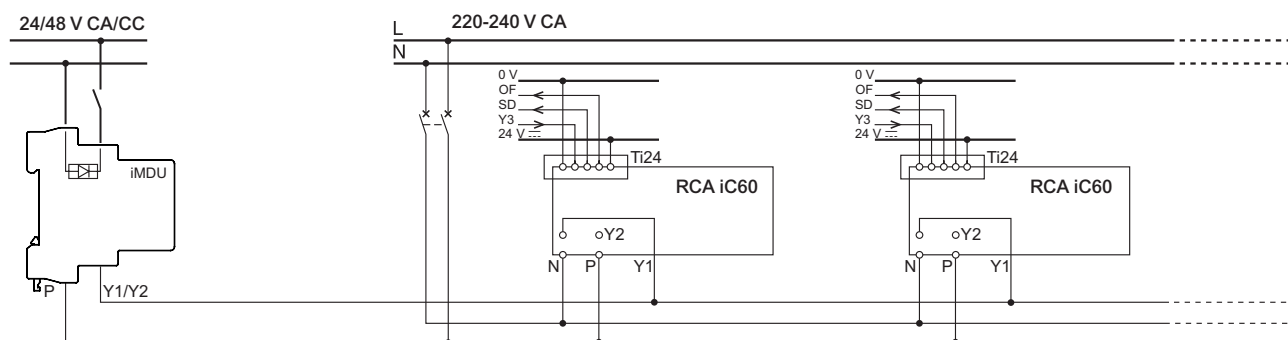 24/48 V CA/CC
220-240 V CA
L
N
0 V
OF
SD
Y3
24 V
Ti24
RCA iC60
Y2
N
P
Y1
0 V
OF
SD
Y3
24 V
Ti24
RCA iC60
Y2
N
P
Y1
iMDU
P
Y1/Y2